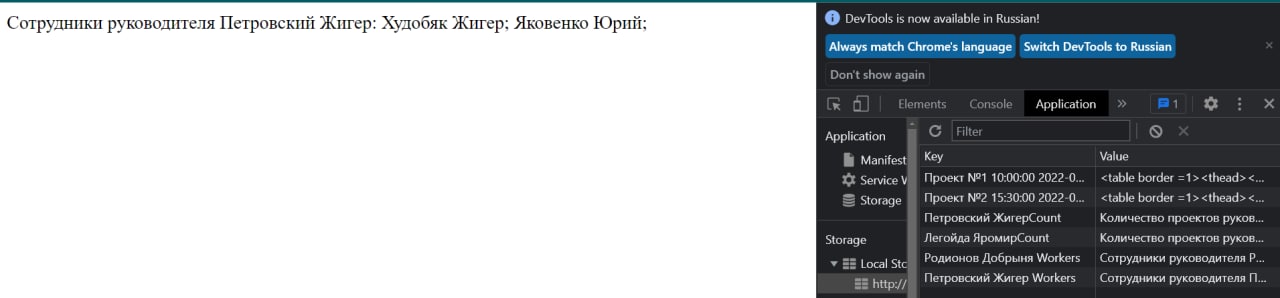 Сотрудники руководителя Петровский Жигер: Худобяк Жигер; Яковенко Юрий;
DevTools is now available in Russian!
Always match Chrome's language
Switch DevTools to Russian
Don't show again
Elements Console Application 1
Application
Manifest
Service W
Storage
Storage
Local Stc
http://
Filter
Key Value
Проект №1 10:00:00 2022-0... <table border =1><thead><...
Проект №2 15:30:00 2022-0... <table border =1><thead><...
Петровский ЖигерCount Количество проектов руков...
Легойда ЯромирCount Количество проектов руков...
Родионов Добрыня Workers Сотрудники руководителя Р...
Петровский Жигер Workers Сотрудники руководителя П...